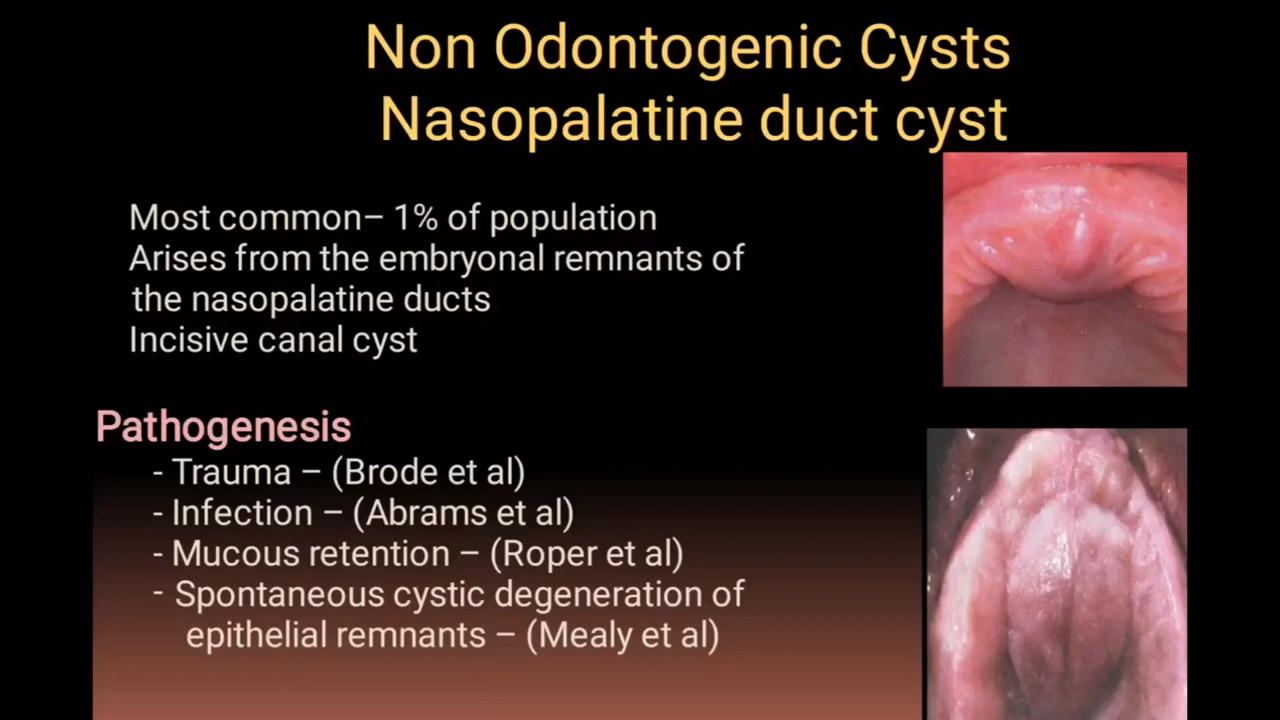 Non Odontogenic Cysts
Nasopalatine duct cyst
Most common– 1% of population
Arises from the embryonal remnants of
the nasopalatine ducts
Incisive canal cyst
Pathogenesis
- Trauma – (Brode et al)
- Infection – (Abrams et al)
- Mucous retention – (Roper et al)
- Spontaneous cystic degeneration of
epithelial remnants – (Mealy et al)